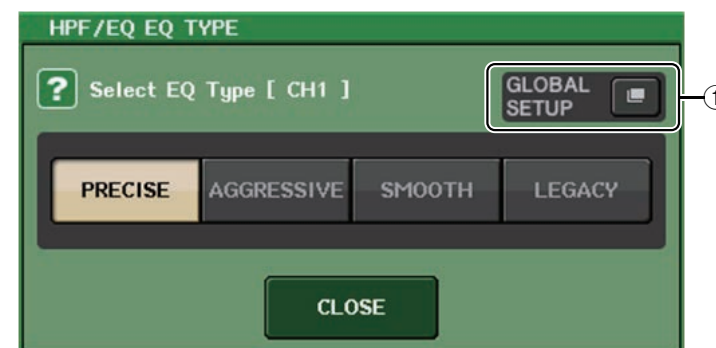 HPF/EQ EQ TYPE
? Select EQ Type [ CH1 ]
GLOBAL
SETUP
①
PRECISE AGGRESSIVE SMOOTH LEGACY
CLOSE